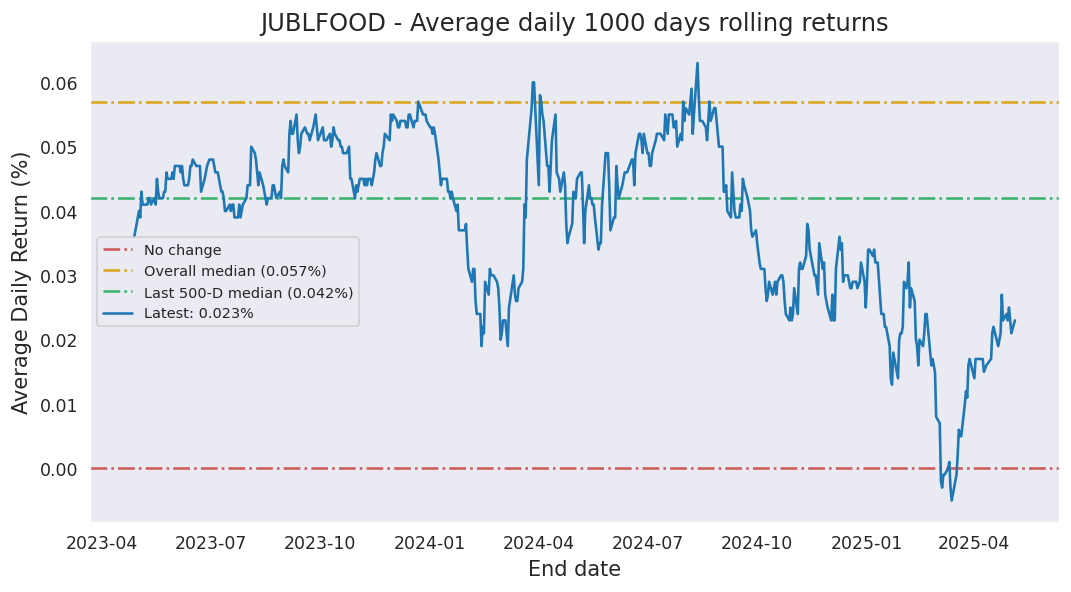 JUBLFOOD - Average daily 1000 days rolling returns
Average Daily Return (%)
0.06
0.05
0.04
0.03
0.02
0.01
0.00
No change
Overall median (0.057%)
Last 500-D median (0.042%)
Latest: 0.023%
2023-04 2023-07 2023-10 2024-01 2024-04 2024-07 2024-10 2025-01 2025-04
End date